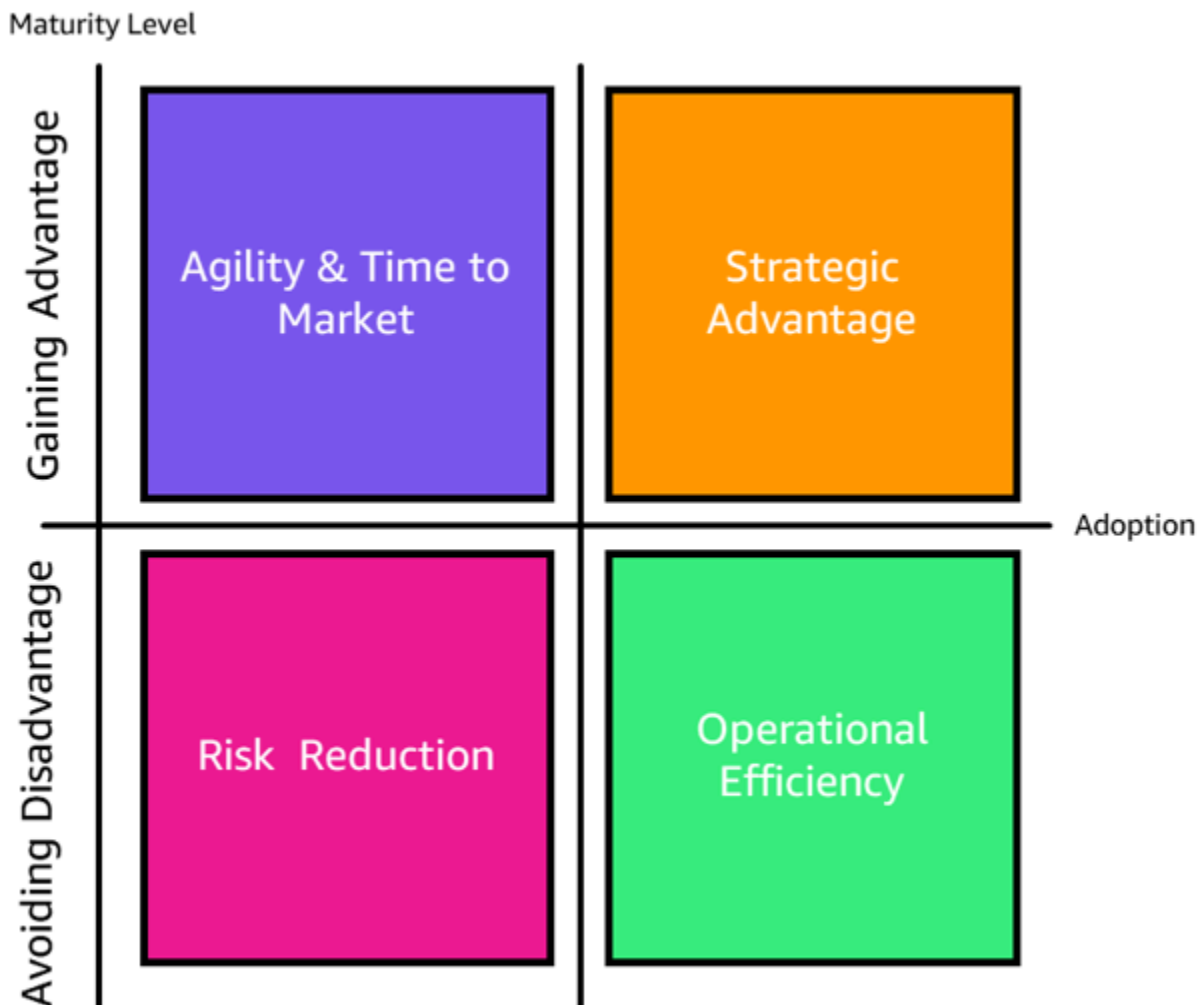 Maturity Level
Gaining Advantage
Agility & Time to
Market
Strategic
Advantage
Adoption
Avoiding Disadvantage
Risk Reduction
Operational
Efficiency